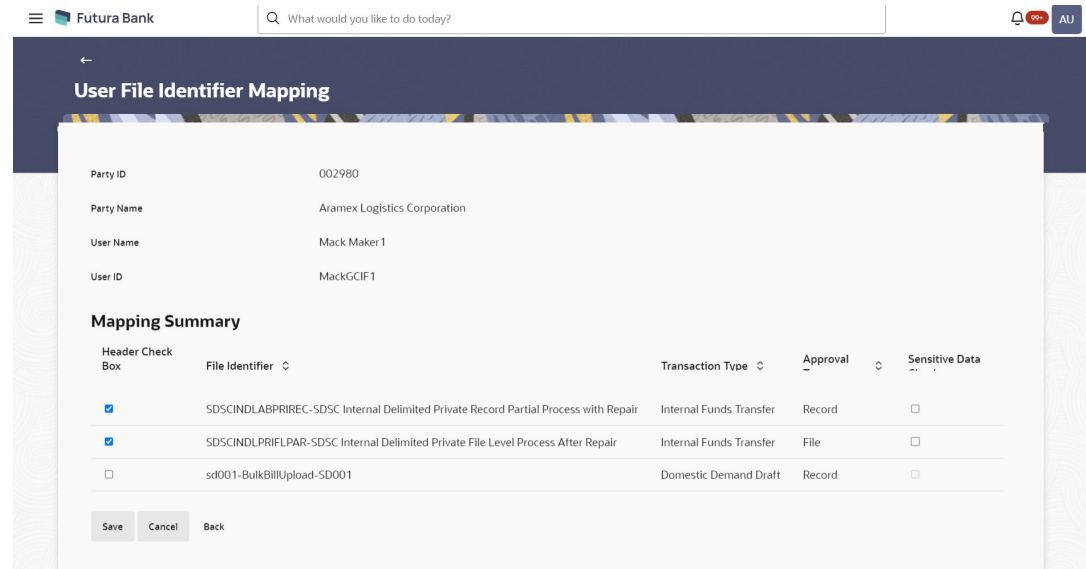 Futura Bank
What would you like to do today?
99+
AU
User File Identifier Mapping
Party ID 002980
Party Name Aramex Logistics Corporation
User Name Mack Maker1
User ID MackGCIF1
Mapping Summary
Header Check
Box File Identifier Transaction Type Approval Sensitive Data
SDSCINDLABPRIREC-SDSC Internal Delimited Private Record Partial Process with Repair Internal Funds Transfer Record
SDSCINDLPRIFLPAR-SDSC Internal Delimited Private File Level Process After Repair Internal Funds Transfer File
sd001-BulkBillUpload-SD001 Domestic Demand Draft Record
Save Cancel Back